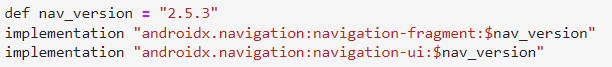 def nav_version = "2.5.3"
implementation "androidx.navigation:navigation-fragment:$nav_version"
implementation "androidx.navigation:navigation-ui:$nav_version"